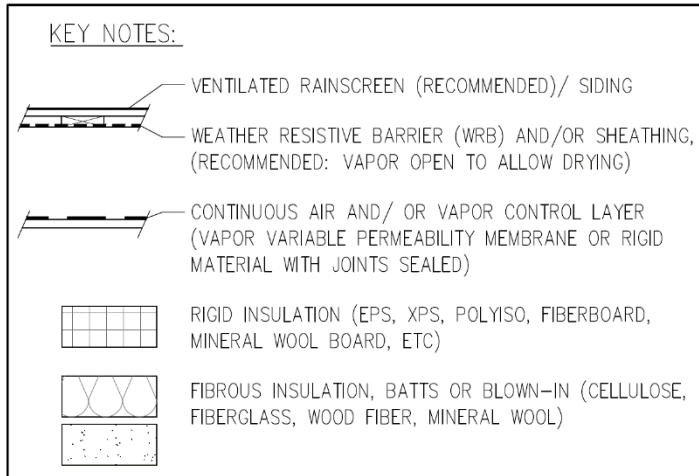 KEY NOTES:
VENTILATED RAINSCREEN (RECOMMENDED)/ SIDING
WEATHER RESISTIVE BARRIER (WRB) AND/OR SHEATHING,
(RECOMMENDED: VAPOR OPEN TO ALLOW DRYING)
CONTINUOUS AIR AND/ OR VAPOR CONTROL LAYER
(VAPOR VARIABLE PERMEABILITY MEMBRANE OR RIGID
MATERIAL WITH JOINTS SEALED)
RIGID INSULATION (EPS, XPS, POLYISO, FIBERBOARD,
MINERAL WOOL BOARD, ETC)
FIBROUS INSULATION, BATTS OR BLOWN-IN (CELLULOSE,
FIBERGLASS, WOOD FIBER, MINERAL WOOL)